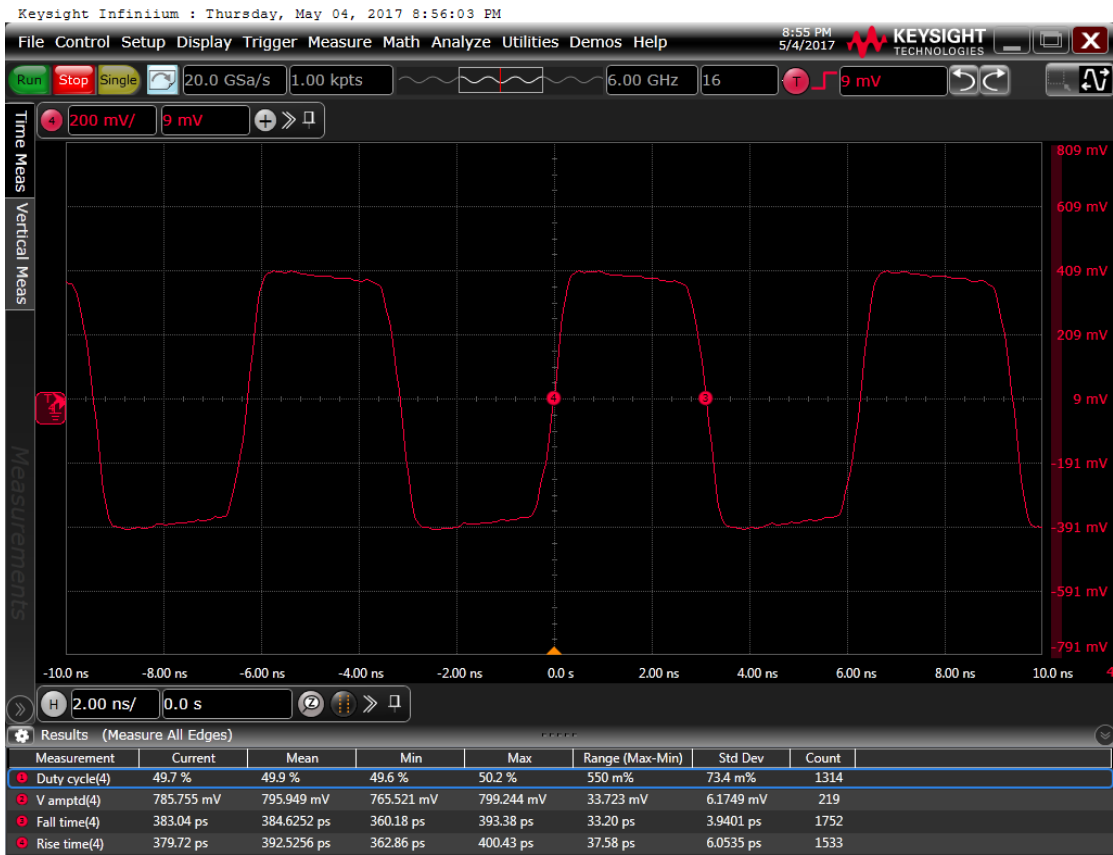 Keysight Infiniium : Thursday, May 04, 2017 8:56:03 PM
File Control Setup Display Trigger Measure Math Analyze Utilities Demos Help 8:55 PM 5/4/2017 KEYSIGHT TECHNOLOGIES X
Run Stop Single 20.0 GSa/s 1.00 kpts 6.00 GHz 16 T 9 mV
4 200 mV/ 9 mV
Time Meas
Vertical Meas
Measurements
809 mV
609 mV
409 mV
209 mV
4 3 9 mV
-191 mV
-391 mV
-591 mV
-791 mV
-10.0 ns -8.00 ns -6.00 ns -4.00 ns -2.00 ns 0.0 s 2.00 ns 4.00 ns 6.00 ns 8.00 ns 10.0 ns 4
H 2.00 ns/ 0.0 s Z
Results (Measure All Edges)
Measurement Current Mean Min Max Range (Max-Min) Std Dev Count
1 Duty cycle(4) 49.7 % 49.9 % 49.6 % 50.2 % 550 m% 73.4 m% 1314
2 V amptd(4) 785.755 mV 795.949 mV 765.521 mV 799.244 mV 33.723 mV 6.1749 mV 219
3 Fall time(4) 383.04 ps 384.6252 ps 360.18 ps 393.38 ps 33.20 ps 3.9401 ps 1752
4 Rise time(4) 379.72 ps 392.5256 ps 362.86 ps 400.43 ps 37.58 ps 6.0535 ps 1533